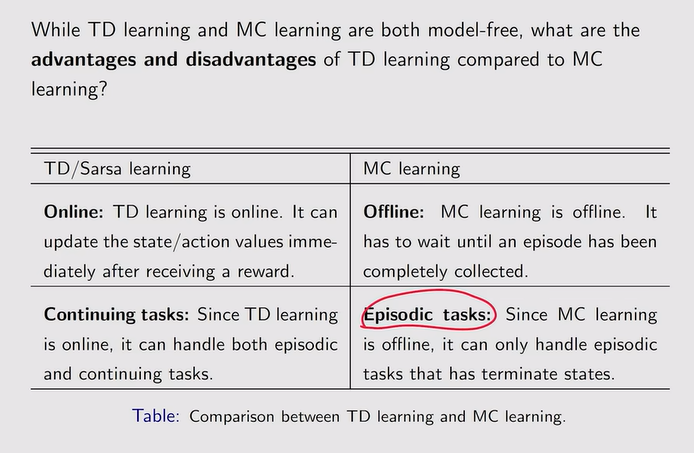 While TD learning and MC learning are both model-free, what are the
advantages and disadvantages of TD learning compared to MC
learning?
TD/Sarsa learning
MC learning
Online: TD learning is online. It can
update the state/action values imme-
diately after receiving a reward.
Offline: MC learning is offline. It
has to wait until an episode has been
completely collected.
Continuing tasks: Since TD learning
is online, it can handle both episodic
and continuing tasks.
Episodic tasks: Since MC learning
is offline, it can only handle episodic
tasks that has terminate states.
Table: Comparison between TD learning and MC learning.